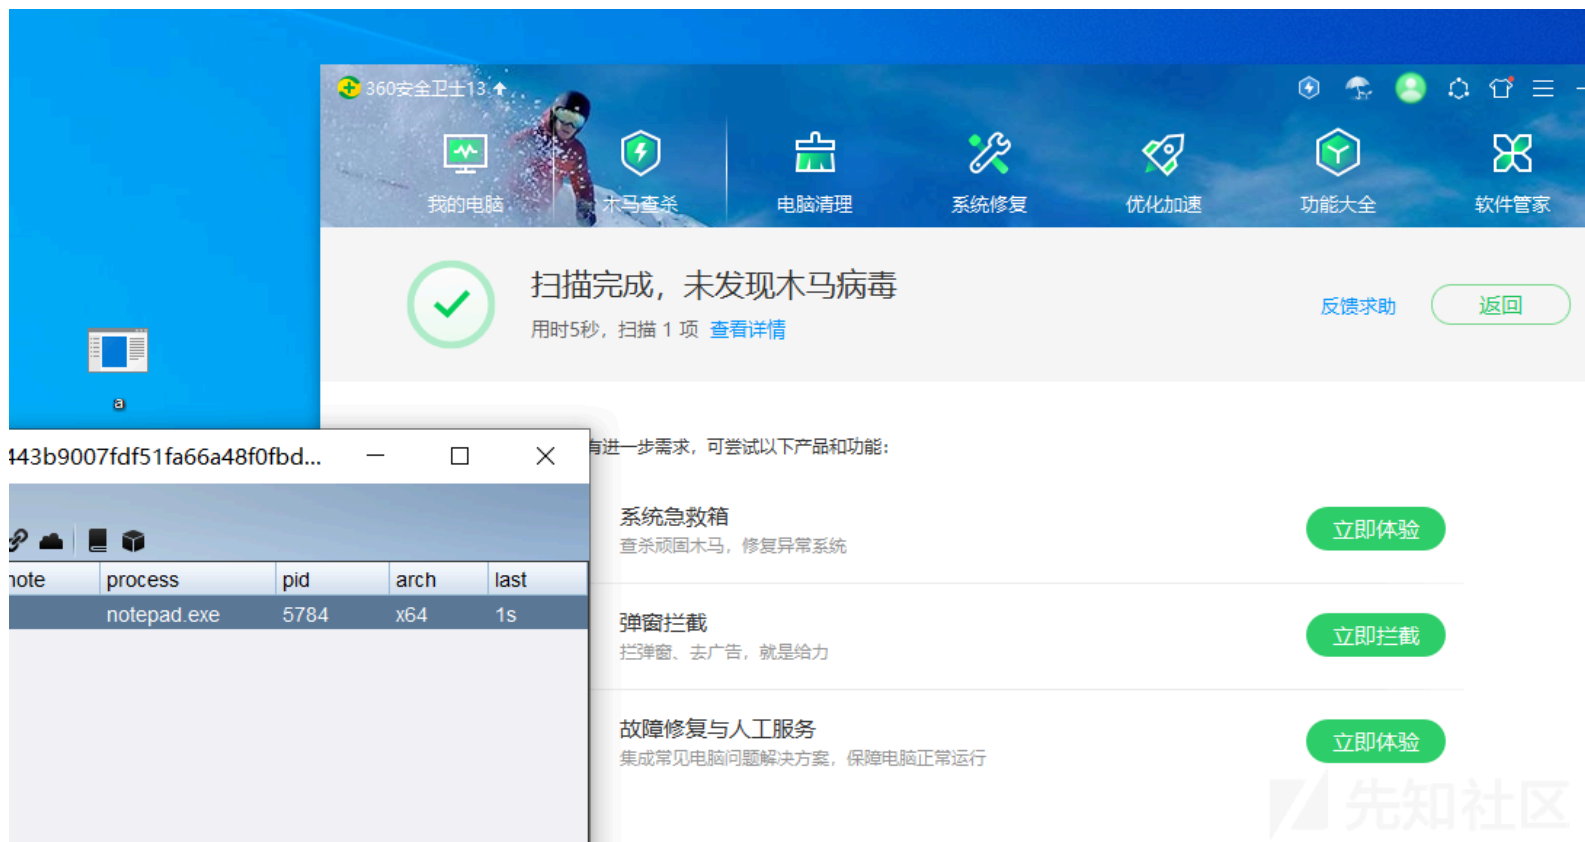 360安全卫士13
我的电脑
木马查杀
电脑清理
系统修复
优化加速
功能大全
软件管家
扫描完成，未发现木马病毒
用时5秒，扫描 1 项 查看详情
反馈求助
返回
a
443b9007fdf51fa66a48f0fbd...
有进一步需求，可尝试以下产品和功能：
note process pid arch last
notepad.exe 5784 x64 1s
系统急救箱
查杀顽固木马，修复异常系统
立即体验
弹窗拦截
拦弹窗、去广告，就是给力
立即拦截
故障修复与人工服务
集成常见电脑问题解决方案，保障电脑正常运行
立即体验
先知社区